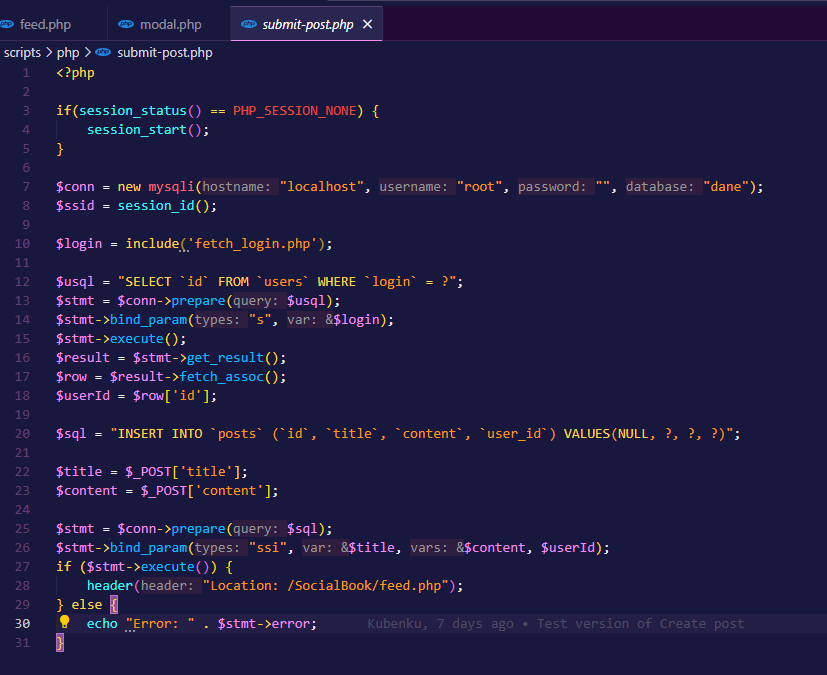 feed.php modal.php submit-post.php ×
scripts > php > submit-post.php
1 <?php
2
3 if(session_status() == PHP_SESSION_NONE) {
4 session_start();
5 }
6
7 $conn = new mysqli(hostname: "localhost", username: "root", password: "", database: "dane");
8 $ssid = session_id();
9
10 $login = include('fetch_login.php');
11
12 $usql = "SELECT `id` FROM `users` WHERE `login` = ?";
13 $stmt = $conn->prepare(query: $usql);
14 $stmt->bind_param(types: "s", var: &$login);
15 $stmt->execute();
16 $result = $stmt->get_result();
17 $row = $result->fetch_assoc();
18 $userId = $row['id'];
19
20 $sql = "INSERT INTO `posts` (`id`, `title`, `content`, `user_id`) VALUES(NULL, ?, ?, ?)";
21
22 $title = $_POST['title'];
23 $content = $_POST['content'];
24
25 $stmt = $conn->prepare(query: $sql);
26 $stmt->bind_param(types: "ssi", var: &$title, vars: &$content, $userId);
27 if ($stmt->execute()) {
28 header(header: "Location: /SocialBook/feed.php");
29 } else {
30 echo "Error: " . $stmt->error; Kubenku, 7 days ago • Test version of Create post
31 }